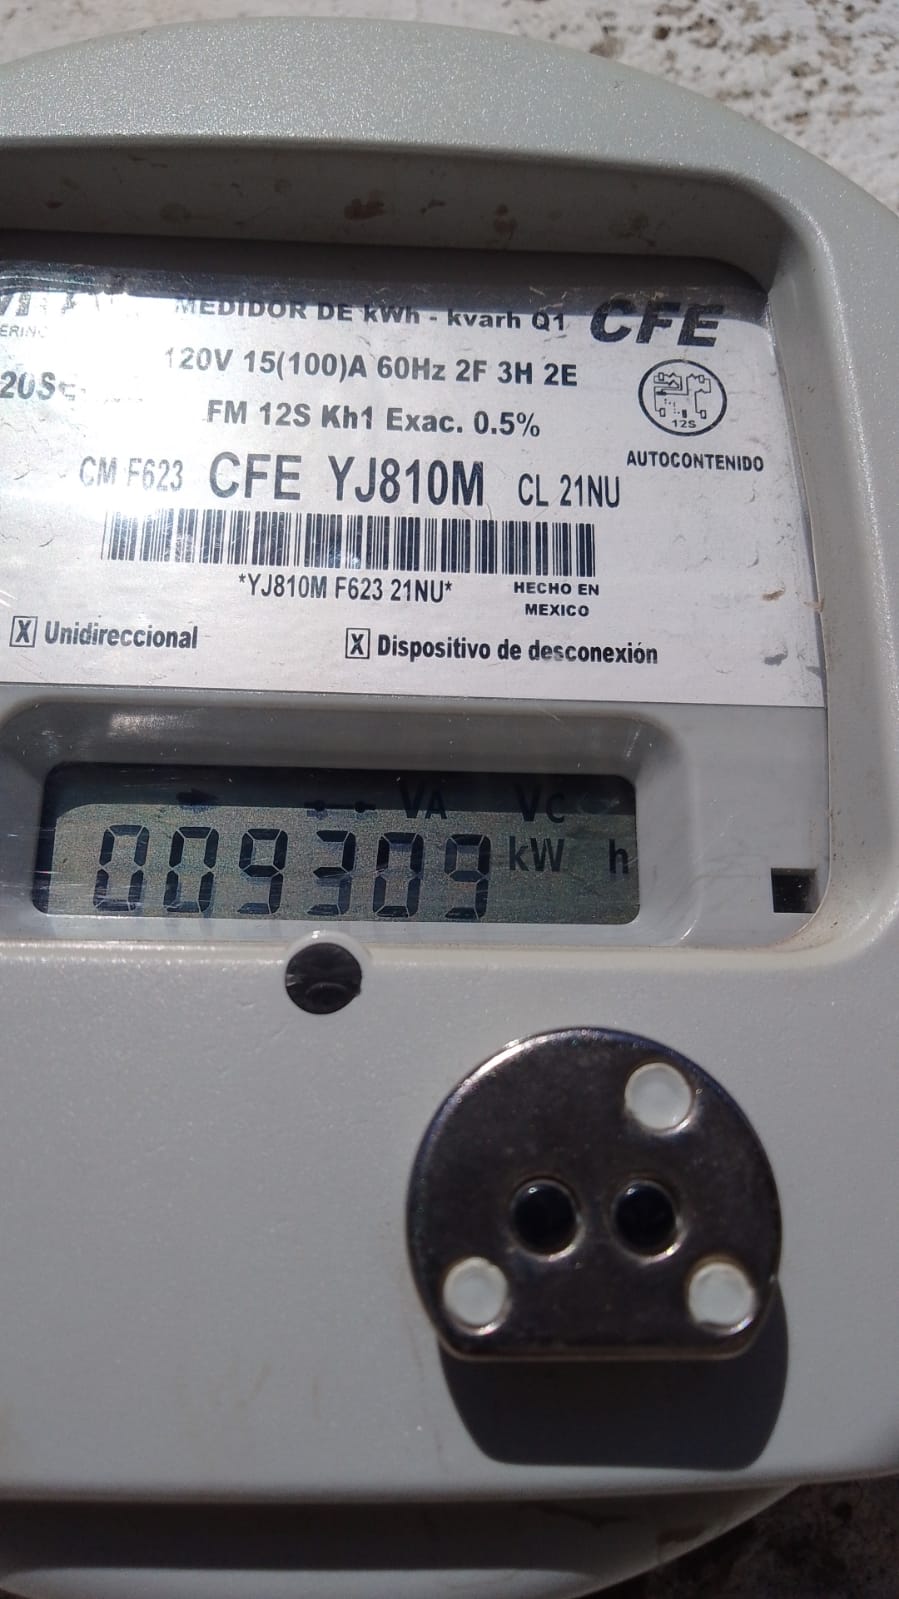 MEDIDOR DE kWh - kvarh Q1
CFE
120V 15(100)A 60Hz 2F 3H 2E
FM 12S Kh1 Exac. 0.5%
12S
AUTOCONTENIDO
CM F623 CFE YJ810M CL 21NU
*YJ810M F623 21NU*
HECHO EN
MEXICO
X Unidireccional
X Dispositivo de desconexión
VA VC
009309 kW h